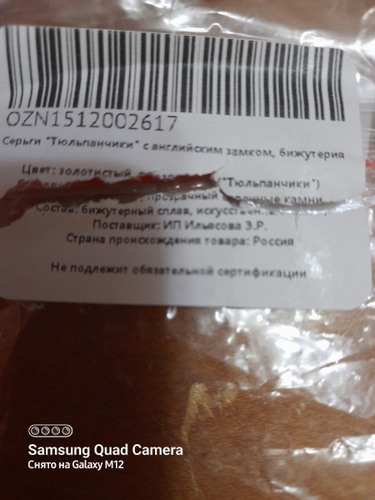 OZN1512002617
Серьги "Тюльпанчики" с английским замком, бижутерия
Цвет: золотистый, ("Тюльпанчики")
прозрачный камни
Состав: бижутерный сплав,
Поставщик: ИП Ильясова Э.Р.
Страна происхождения товара: Россия
Не подлежит обязательной сертификации
Samsung Quad Camera
Снято на Galaxy M12